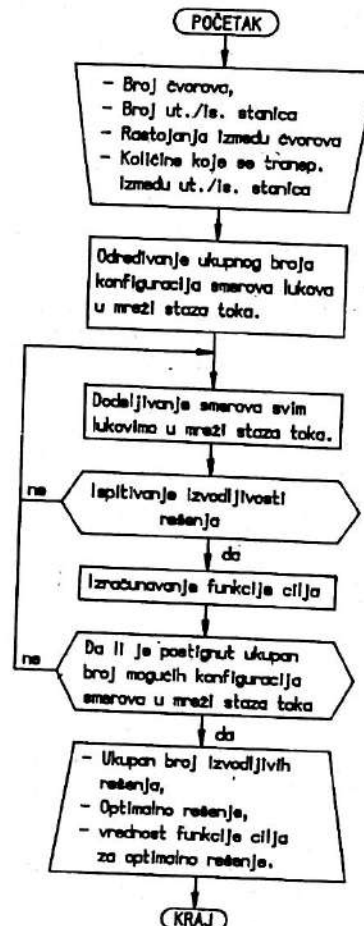 POČETAK
- Broj čvorova,
- Broj ut./is. stanica
- Rastojanja između čvorova
- Količine koje se transp.
između ut./is. stanica
Određivanje ukupnog broja
konfiguracija smerova lukova
u mreži staza toka.
Dodeljivanje smerova svim
lukovima u mreži staza toka.
ne
Ispitivanje izvodljivosti
rešenja
da
Izračunavanje funkcije cilja
ne
Da li je postignut ukupan
broj mogućih konfiguracija
smerova u mreži staza toka
da
- Ukupan broj izvodljivih
rešenja,
- Optimalno rešenje,
- vrednost funkcije cilja
za optimalno rešenje.
KRAJ